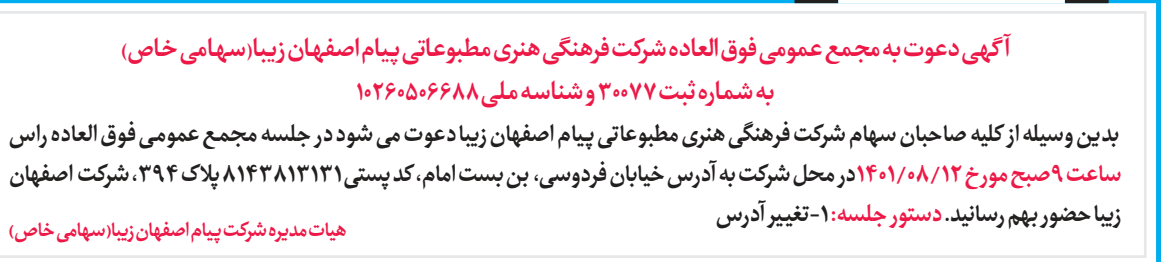 آگهی دعوت به مجمع عمومی فوق العاده شرکت فرهنگی هنری مطبوعاتی پیام اصفهان زیبا(سهامی خاص)
به شماره ثبت ۳۰۰۷۷ و شناسه ملی ۱۰۲۶۰۵۰۶۶۸۸
بدین وسیله از کلیه صاحبان سهام شرکت فرهنگی هنری مطبوعاتی پیام اصفهان زیبا دعوت می شود در جلسه مجمع عمومی فوق العاده راس
ساعت ۹ صبح مورخ ۱۴۰۱/۰۸/۱۲ در محل شرکت به آدرس خیابان فردوسی، بن بست امام، کد پستی ۸۱۴۳۸۱۳۱۳۱ پلاک ۳۹۴، شرکت اصفهان
زیبا حضور بهم رسانید. دستور جلسه: ۱-تغییر آدرس
هیات مدیره شرکت پیام اصفهان زیبا(سهامی خاص)